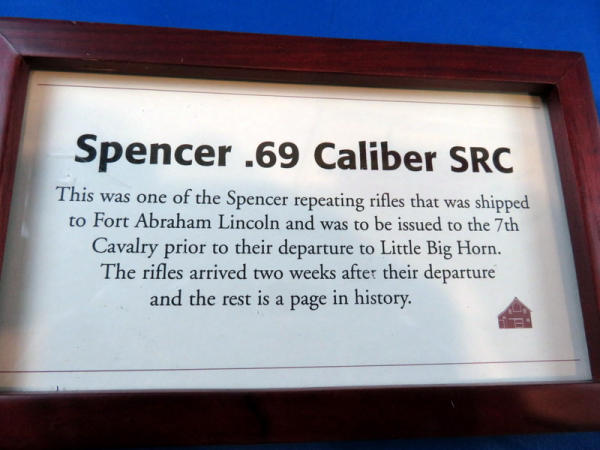 Spencer .69 Caliber SRC
This was one of the Spencer repeating rifles that was shipped
to Fort Abraham Lincoln and was to be issued to the 7th
Cavalry prior to their departure to Little Big Horn.
The rifles arrived two weeks after their departure
and the rest is a page in history.